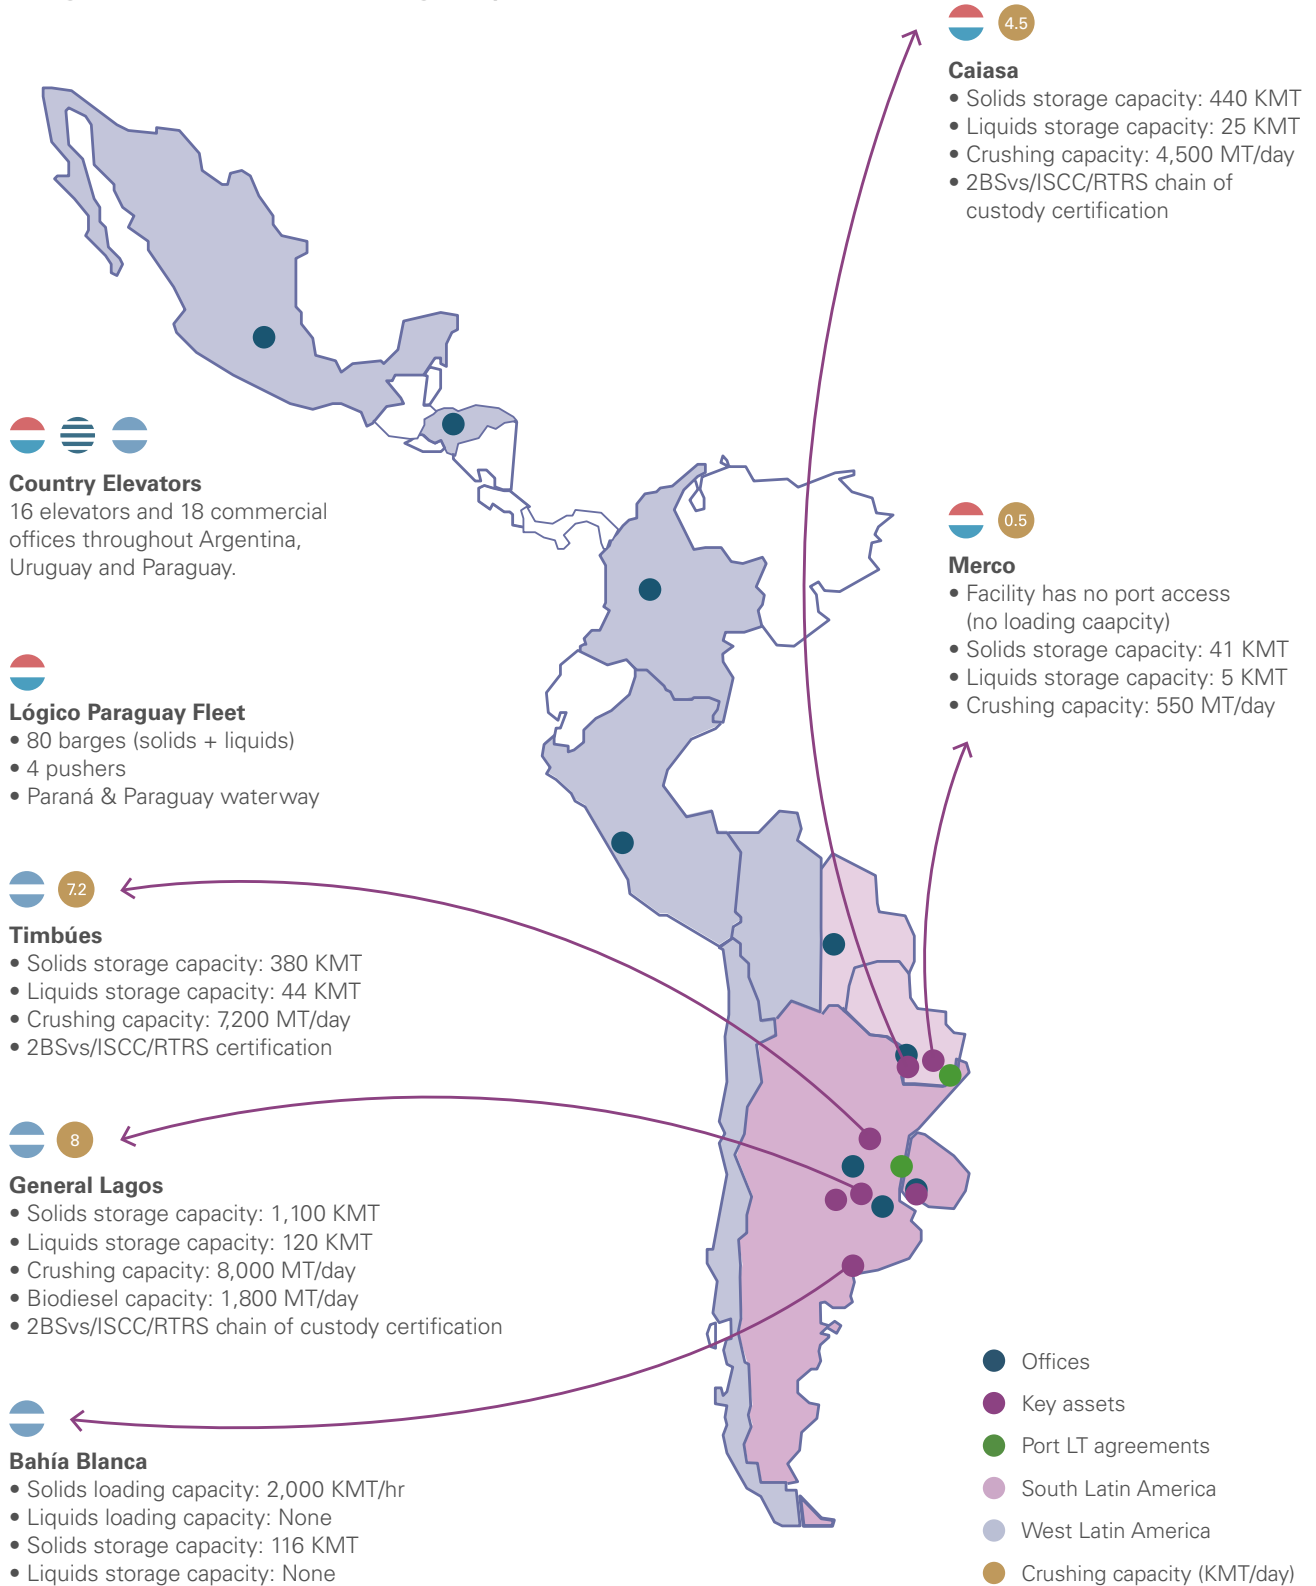 4.5
Caiasa
• Solids storage capacity: 440 KMT
• Liquids storage capacity: 25 KMT
• Crushing capacity: 4,500 MT/day
• 2BSvs/ISCC/RTRS chain of
custody certification
Country Elevators
16 elevators and 18 commercial
offices throughout Argentina,
Uruguay and Paraguay.
0.5
Merco
• Facility has no port access
(no loading caapcity)
• Solids storage capacity: 41 KMT
• Liquids storage capacity: 5 KMT
• Crushing capacity: 550 MT/day
Lógico Paraguay Fleet
• 80 barges (solids + liquids)
• 4 pushers
• Paraná & Paraguay waterway
7.2
Timbúes
• Solids storage capacity: 380 KMT
• Liquids storage capacity: 44 KMT
• Crushing capacity: 7,200 MT/day
• 2BSvs/ISCC/RTRS certification
8
General Lagos
• Solids storage capacity: 1,100 KMT
• Liquids storage capacity: 120 KMT
• Crushing capacity: 8,000 MT/day
• Biodiesel capacity: 1,800 MT/day
• 2BSvs/ISCC/RTRS chain of custody certification
Bahía Blanca
• Solids loading capacity: 2,000 KMT/hr
• Liquids loading capacity: None
• Solids storage capacity: 116 KMT
• Liquids storage capacity: None
Offices
Key assets
Port LT agreements
South Latin America
West Latin America
Crushing capacity (KMT/day)